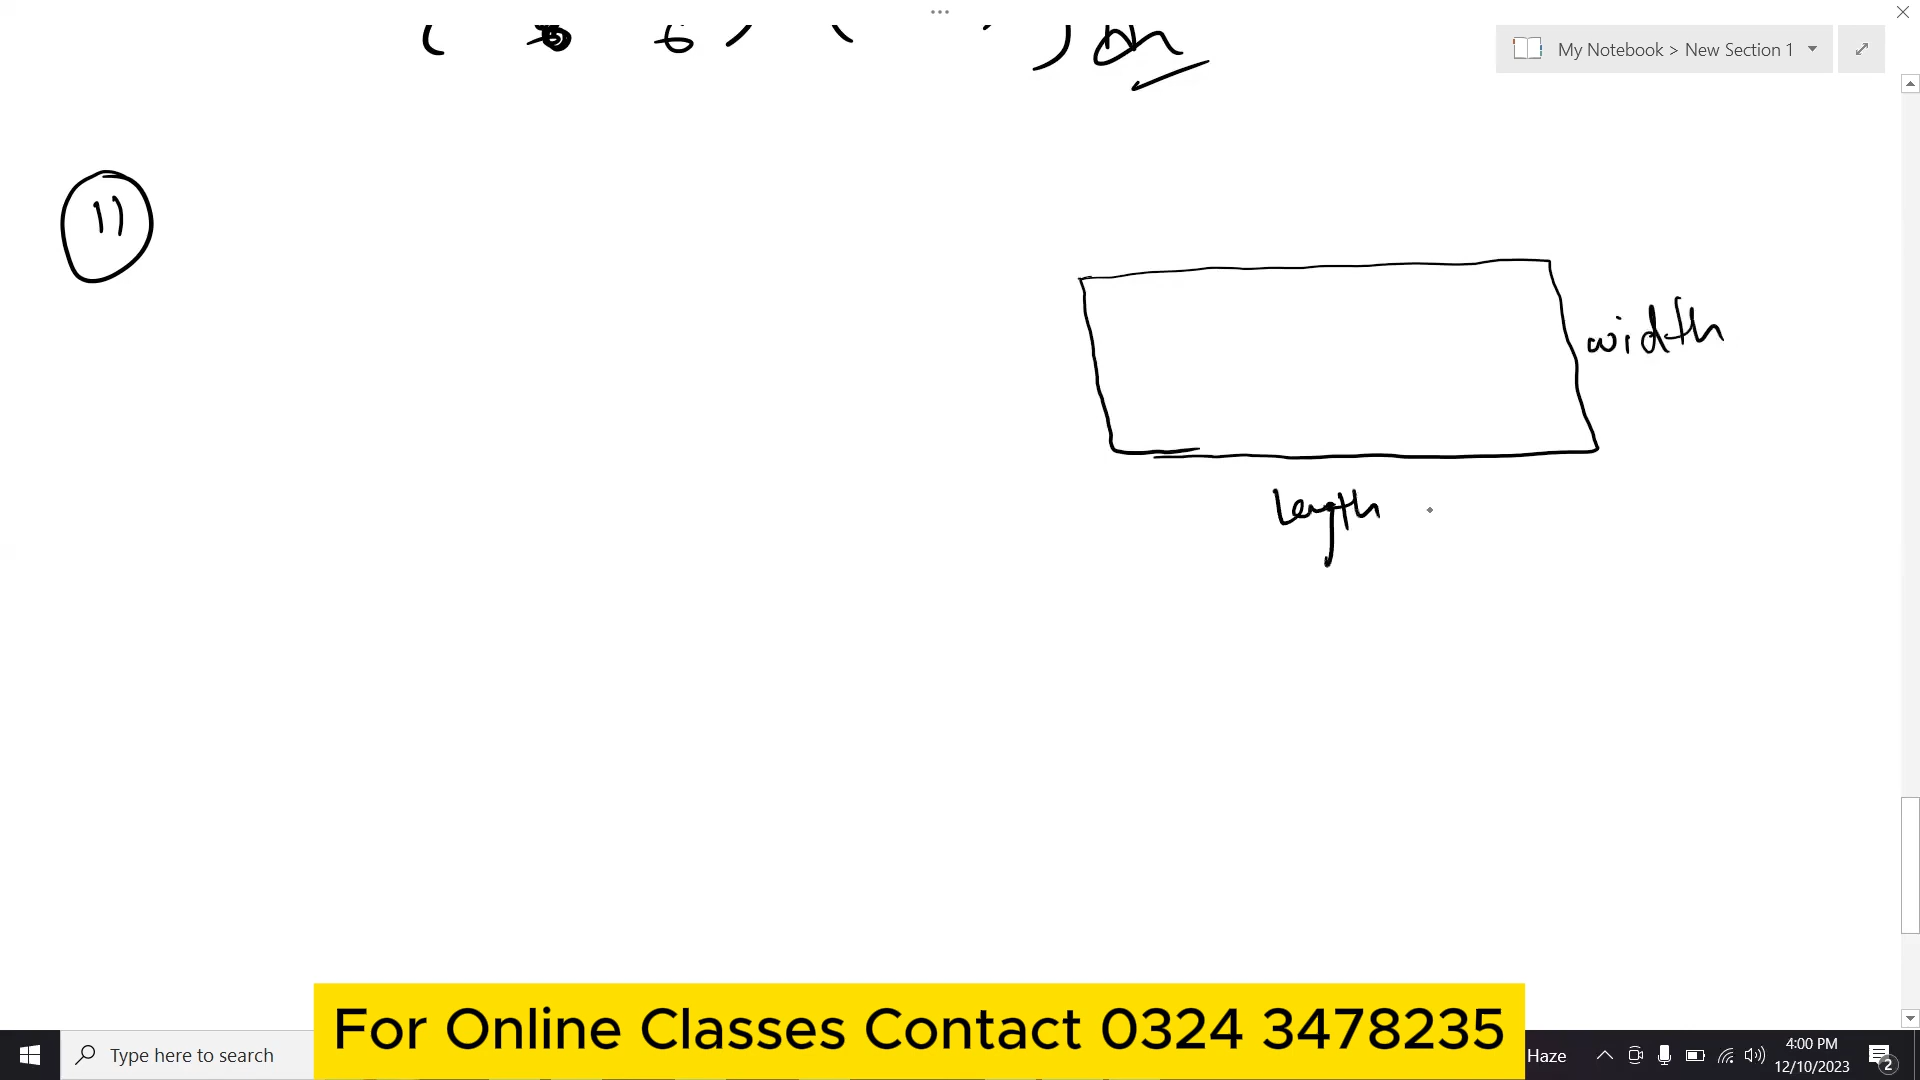 My Notebook > New Section 1
11
width
length
For Online Classes Contact 0324 3478235
Type here to search
Haze
4:00 PM
12/10/2023
2